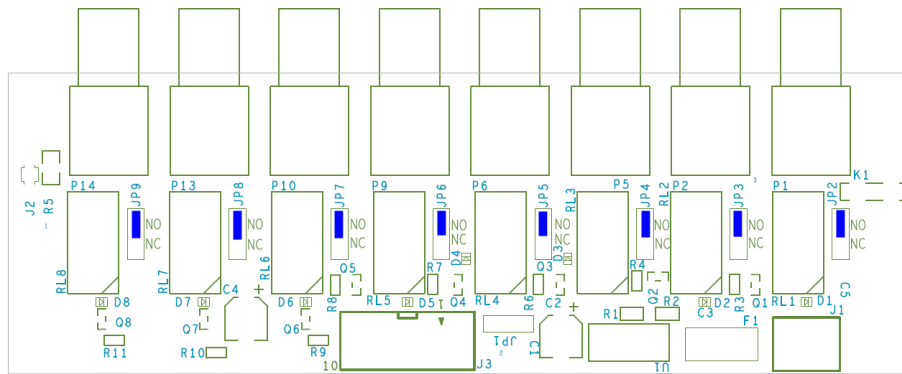 P14
JP9
P13
JP8
P10
JP7
P9
JP6
P6
JP5
RL3
P5
JP4
RL2
P2
3
JP3
P1
JP2
K1
J2
R5
1
NO
NC
NO
NC
NO
NC
NO
NC
NO
NC
NO
NC
NO
NC
NO
NC
RL8
RL7
RL6
D4
D3
Q5
R7
Q3
R4
C4
+
R8
RL5
D5
Q4
RL4
R6
C2
Q2
R2
D2
R3
Q1
RL1
D1
C5
D8
D7
D6
1
+
R1
C3
F1
J1
Q8
Q7
Q6
JP1
2
C1
R11
R10
R9
10
J3
U1